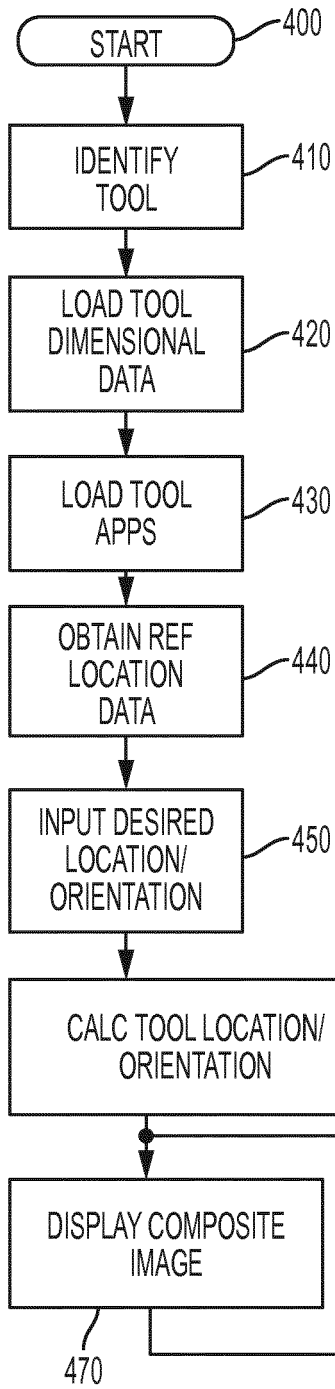 START
400
IDENTIFY
TOOL
410
LOAD TOOL
DIMENSIONAL
DATA
420
LOAD TOOL
APPS
430
OBTAIN REF
LOCATION
DATA
440
INPUT DESIRED
LOCATION/
ORIENTATION
450
CALC TOOL LOCATION/
ORIENTATION
DISPLAY COMPOSITE
IMAGE
470